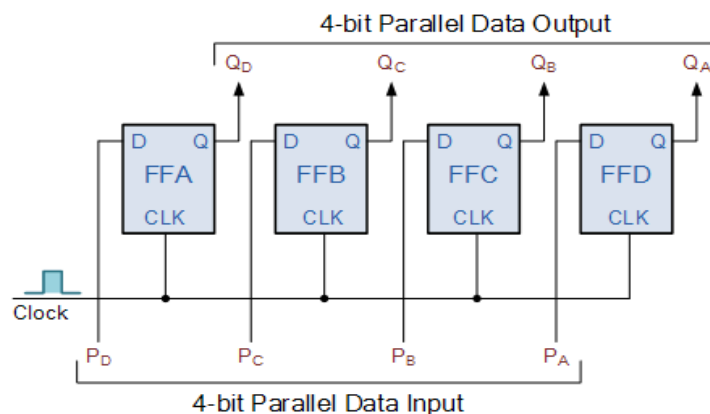 4-bit Parallel Data Output
QD QC QB QA
D Q D Q D Q D Q
FFA FFB FFC FFD
CLK CLK CLK CLK
Clock
PD PC PB PA
4-bit Parallel Data Input